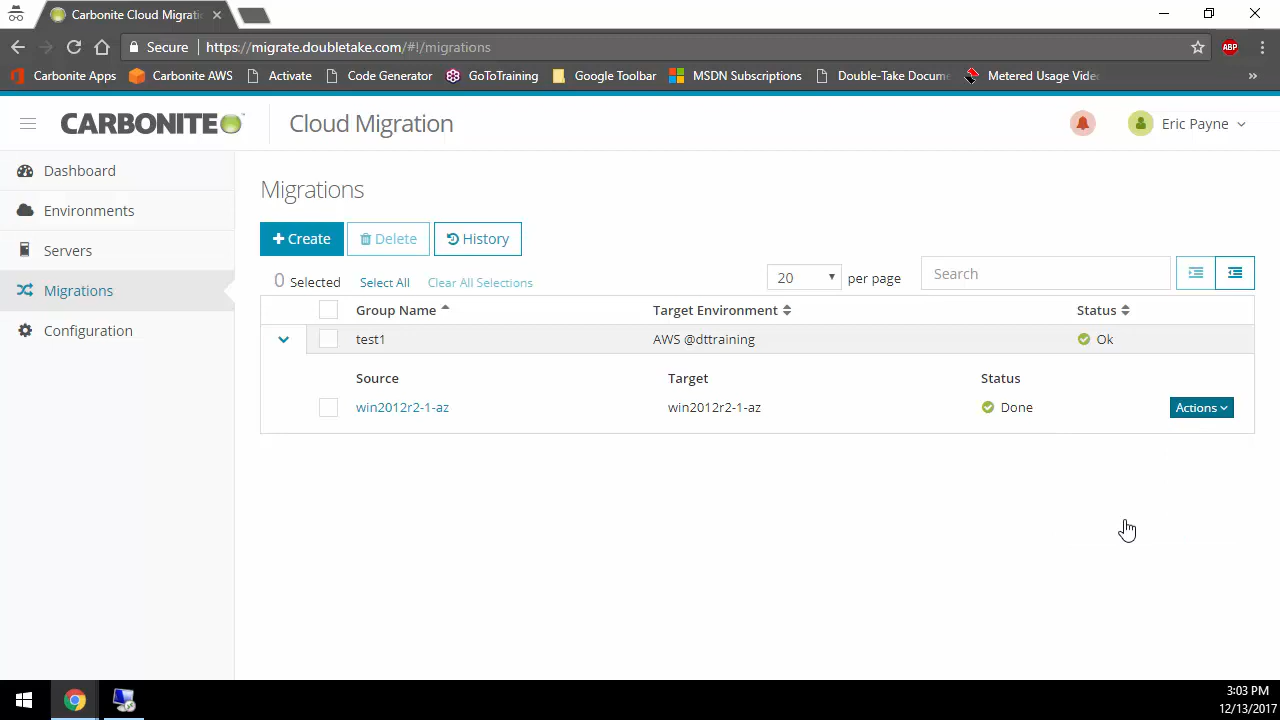 Carbonite Cloud Migrati
Secure
https://migrate.doubletake.com/#!/migrations
ABP
Carbonite Apps
Carbonite AWS
Activate
Code Generator
GoToTraining
Google Toolbar
MSDN Subscriptions
Double-Take Docume
Metered Usage Vide
»
CARBONITE
Cloud Migration
Eric Payne
Dashboard
Environments
Servers
Migrations
Configuration
Migrations
+ Create
Delete
History
0 Selected
Select All
Clear All Selections
20
per page
Search
Group Name
Target Environment
Status
test1
AWS @dttraining
Ok
Source
Target
Status
win2012r2-1-az
win2012r2-1-az
Done
Actions
3:03 PM
12/13/2017